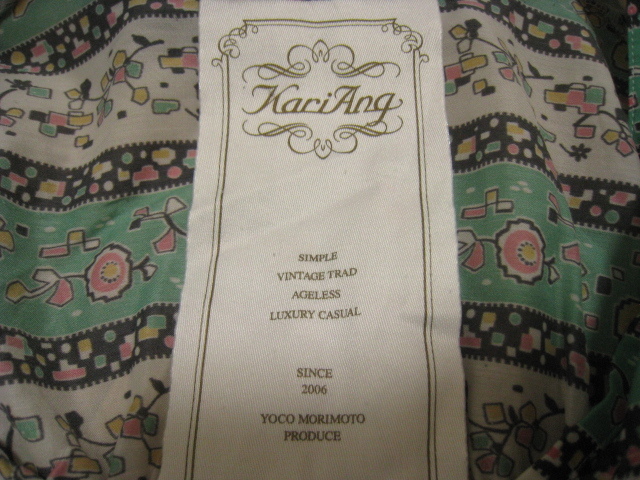 KariAng
SIMPLE
VINTAGE TRAD
AGELESS
LUXURY CASUAL
SINCE
2006
YOCO MORIMOTO
PRODUCE